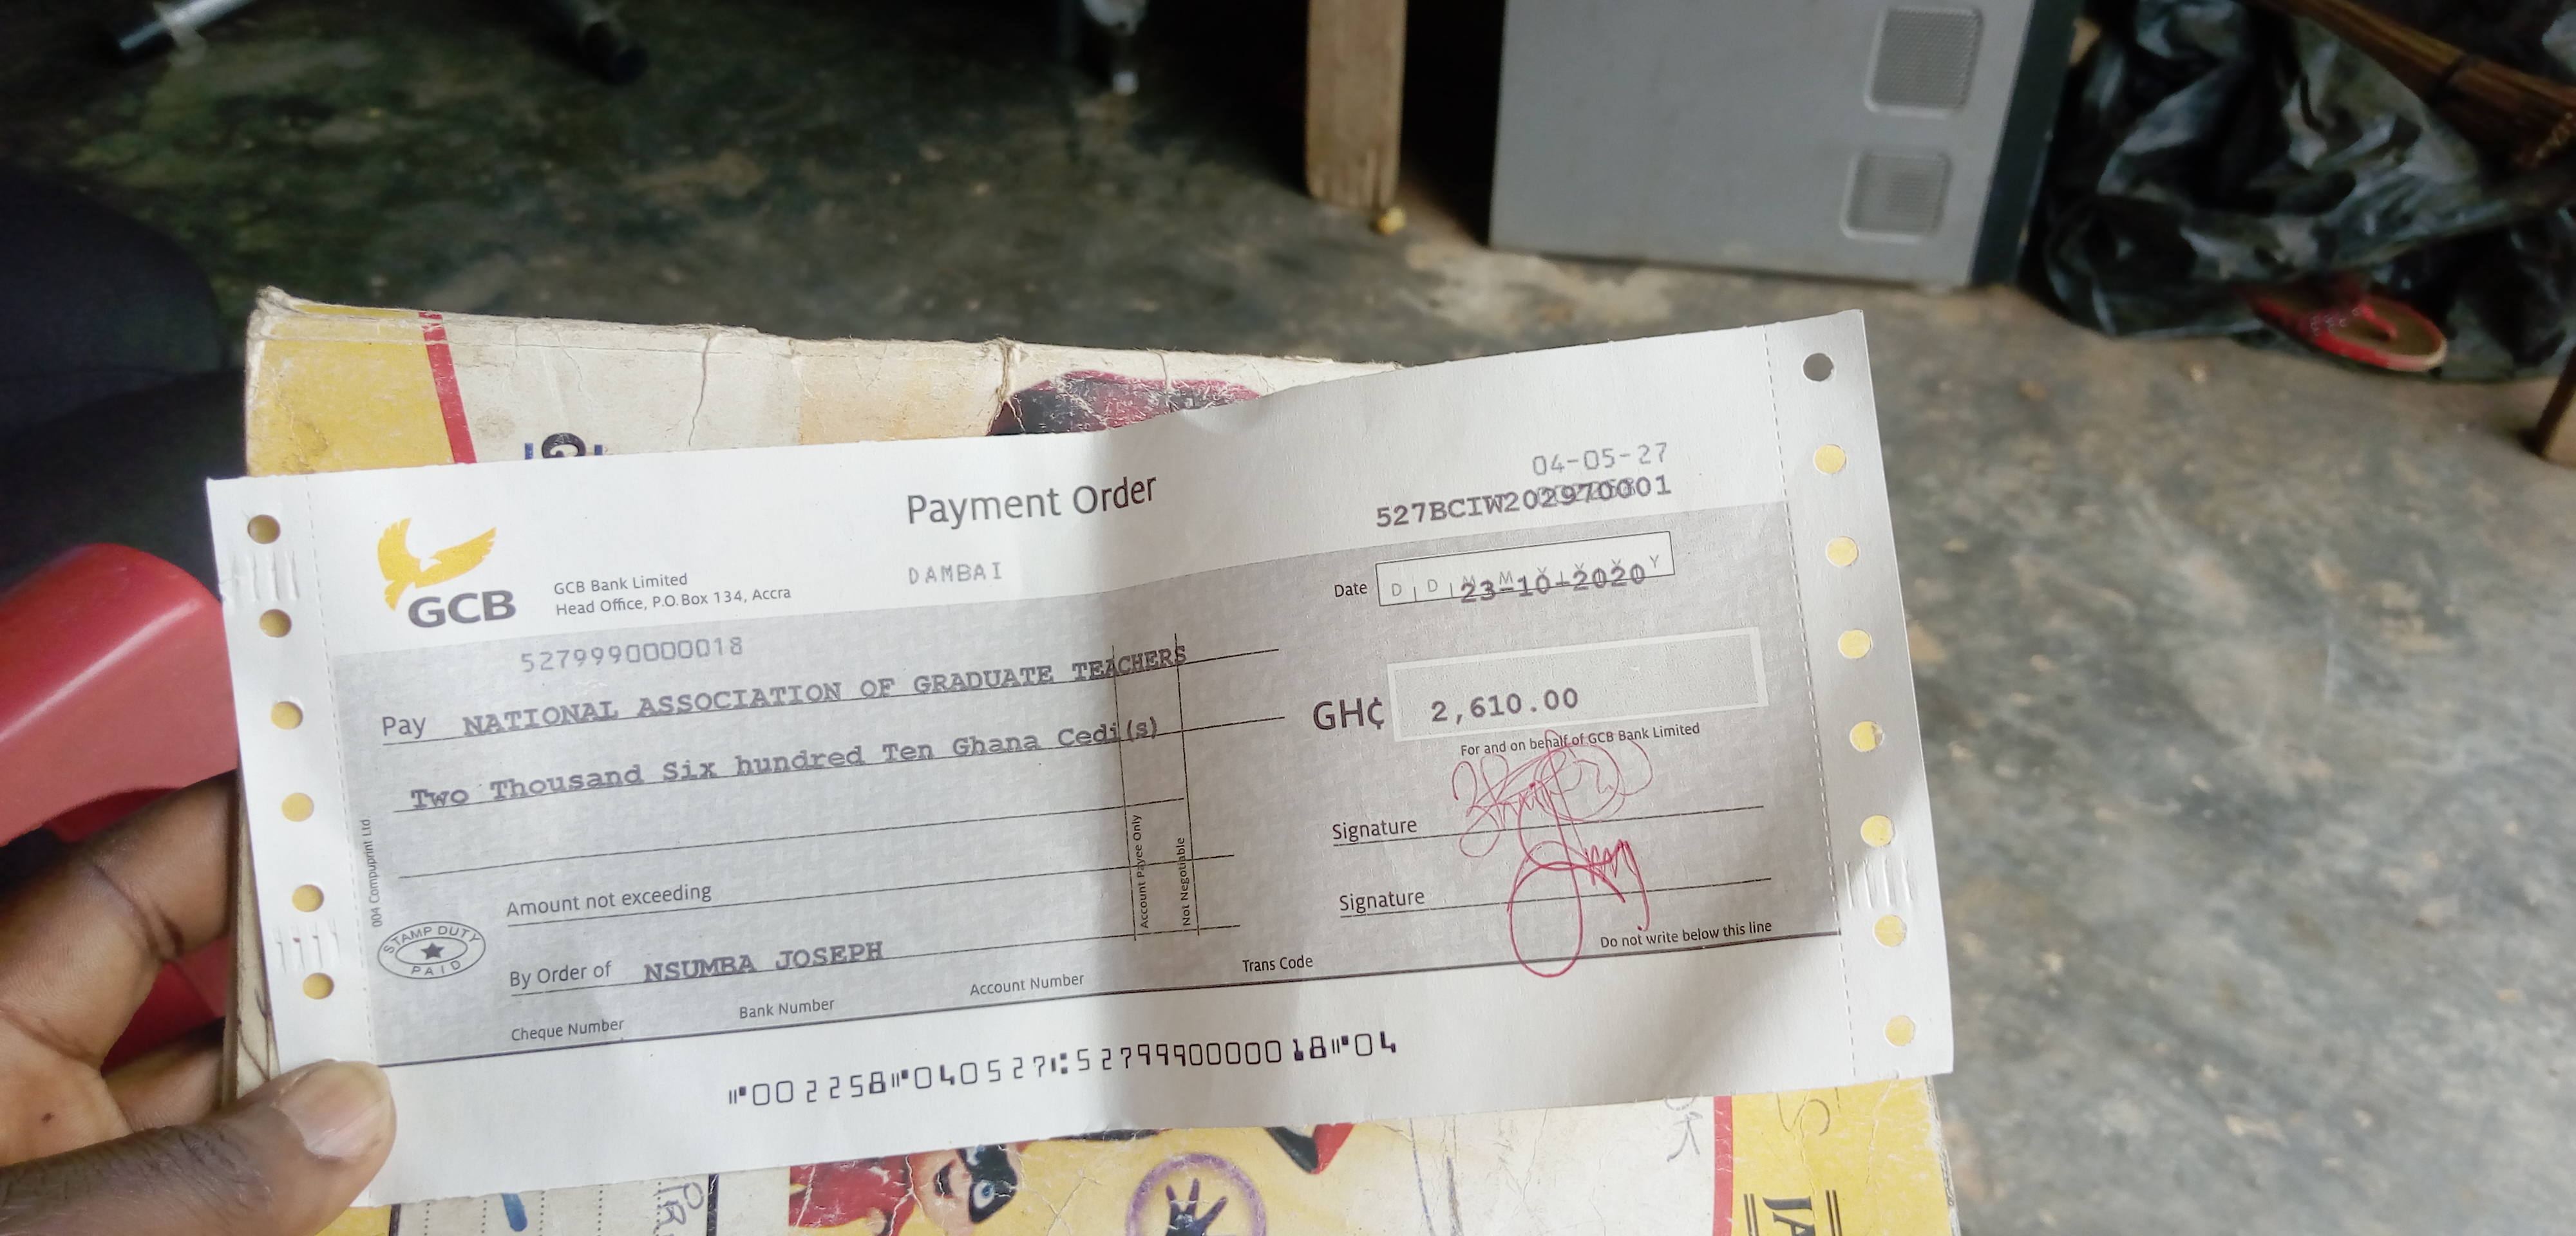 Payment Order
04-05-27
527BCIW202970001
GCB
GCB Bank Limited
Head Office, P.O.Box 134, Accra
DAMBAI
Date 23-10-2020
5279990000018
Pay NATIONAL ASSOCIATION OF GRADUATE TEACHERS
Two Thousand Six hundred Ten Ghana Cedi(s)
GH¢ 2,610.00
For and on behalf of GCB Bank Limited
Account Payee Only
Not Negotiable
Signature
Signature
Amount not exceeding
004 Compuprint Ltd
STAMP DUTY
PAID
By Order of NSUMBA JOSEPH
Do not write below this line
Cheque Number
Bank Number
Account Number
Trans Code
⑈002258⑈040527⑆5279990000018⑈04
JA